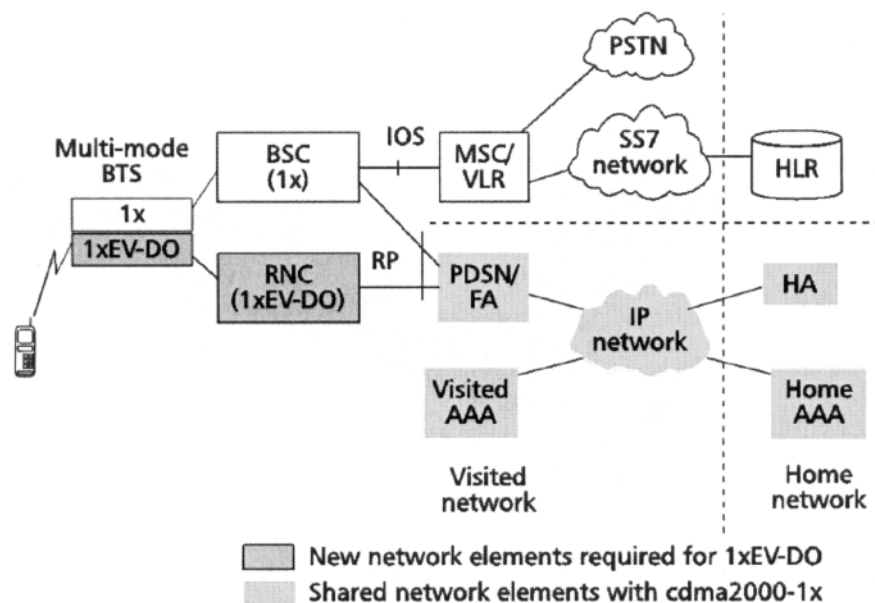 PSTN
Multi-mode
BTS
1x
1xEV-DO
BSC
(1x)
IOS
MSC/
VLR
SS7
network
HLR
RNC
(1xEV-DO)
RP
PDSN/
FA
IP
network
HA
Visited
AAA
Home
AAA
Visited
network
Home
network
New network elements required for 1xEV-DO
Shared network elements with cdma2000-1x